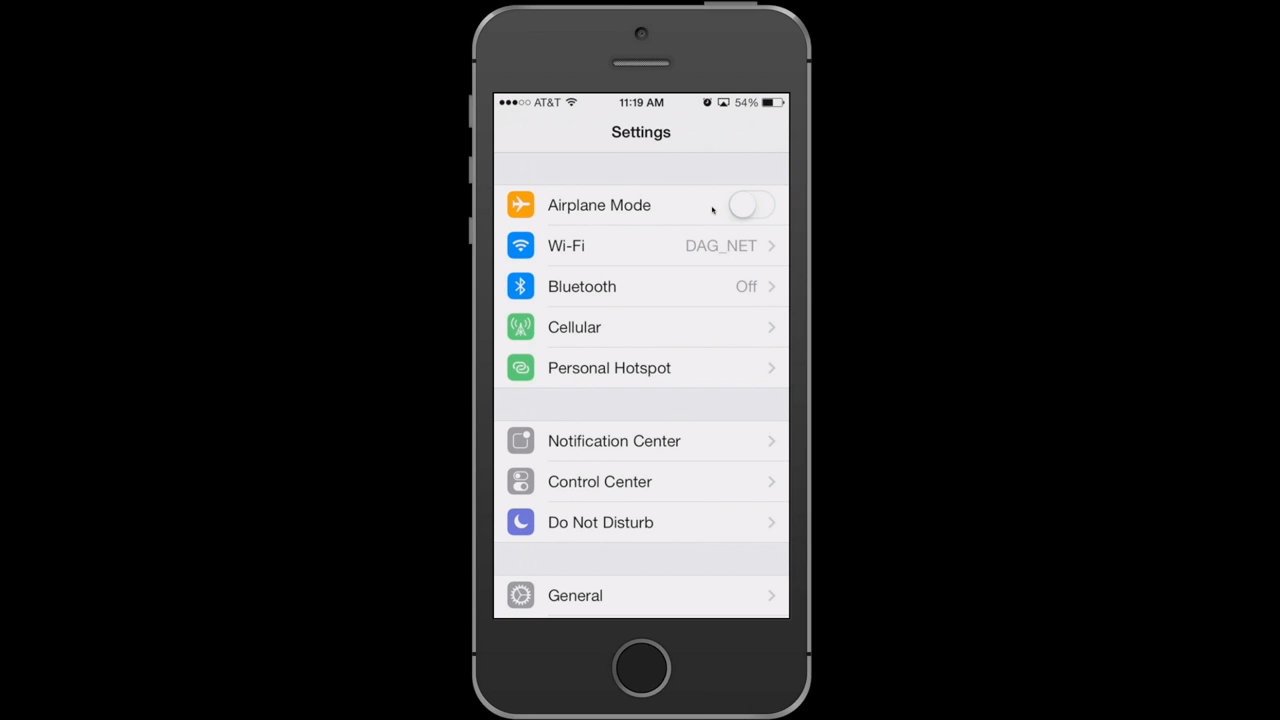 AT&T 11:19 AM 54%
Settings
Airplane Mode
Wi-Fi DAG_NET
Bluetooth Off
Cellular
Personal Hotspot
Notification Center
Control Center
Do Not Disturb
General